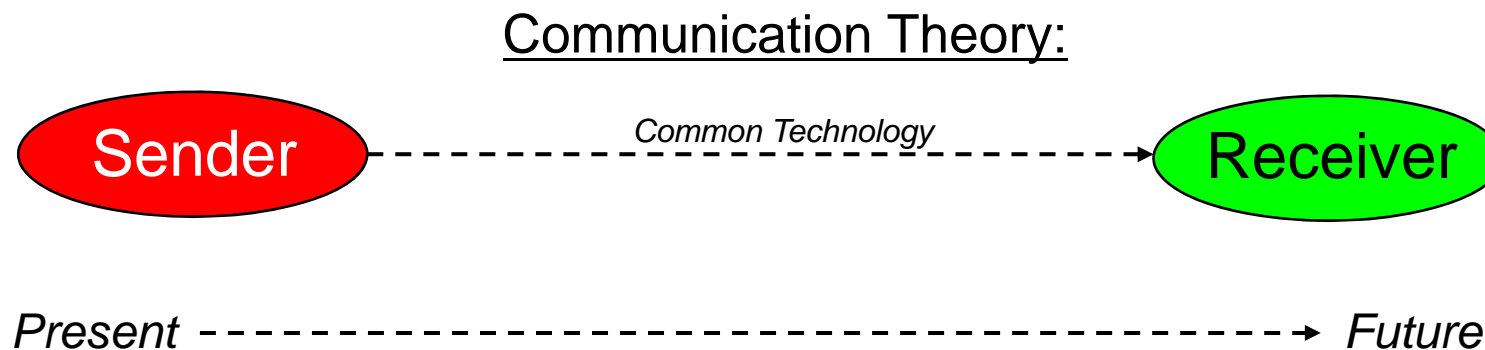 Communication Theory:
Common Technology
Sender
Receiver
Present
Future